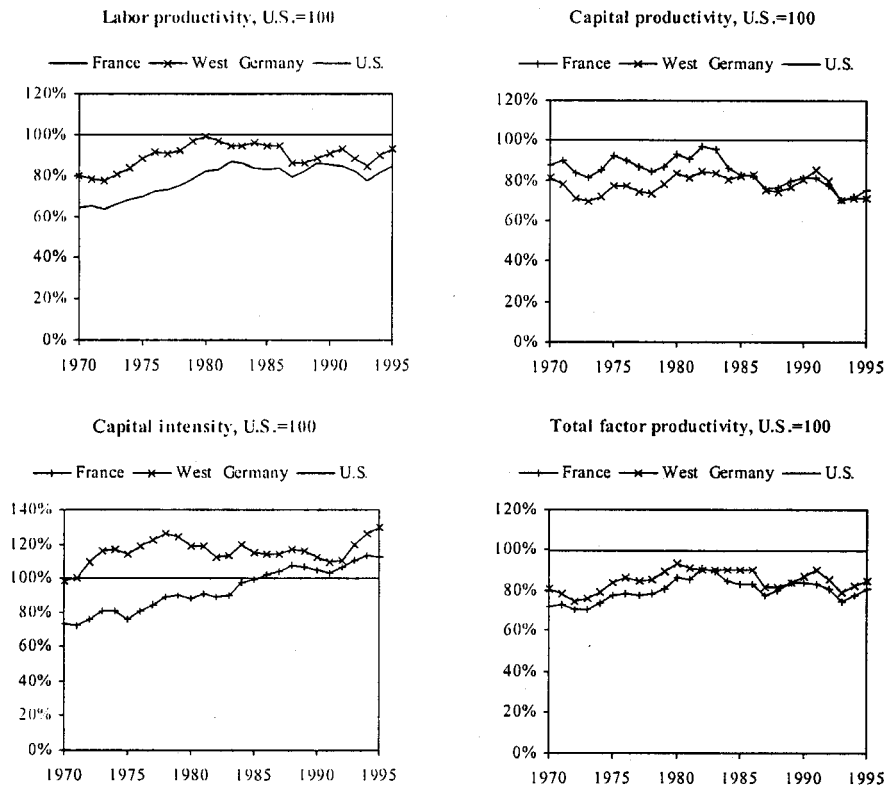 Labor productivity, U.S.=100
France West Germany U.S.
120%
100%
80%
60%
40%
20%
0%
1970 1975 1980 1985 1990 1995
Capital productivity, U.S.=100
France West Germany U.S.
120%
100%
80%
60%
40%
20%
0%
1970 1975 1980 1985 1990 1995
Capital intensity, U.S.=100
France West Germany U.S.
140%
120%
100%
80%
60%
40%
20%
0%
1970 1975 1980 1985 1990 1995
Total factor productivity, U.S.=100
France West Germany U.S.
120%
100%
80%
60%
40%
20%
0%
1970 1975 1980 1985 1990 1995